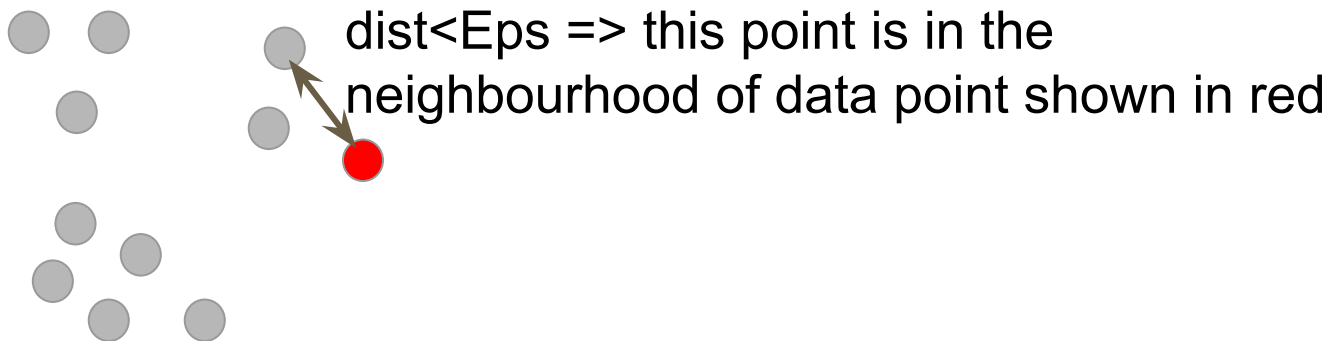 dist<Eps => this point is in the
neighbourhood of data point shown in red